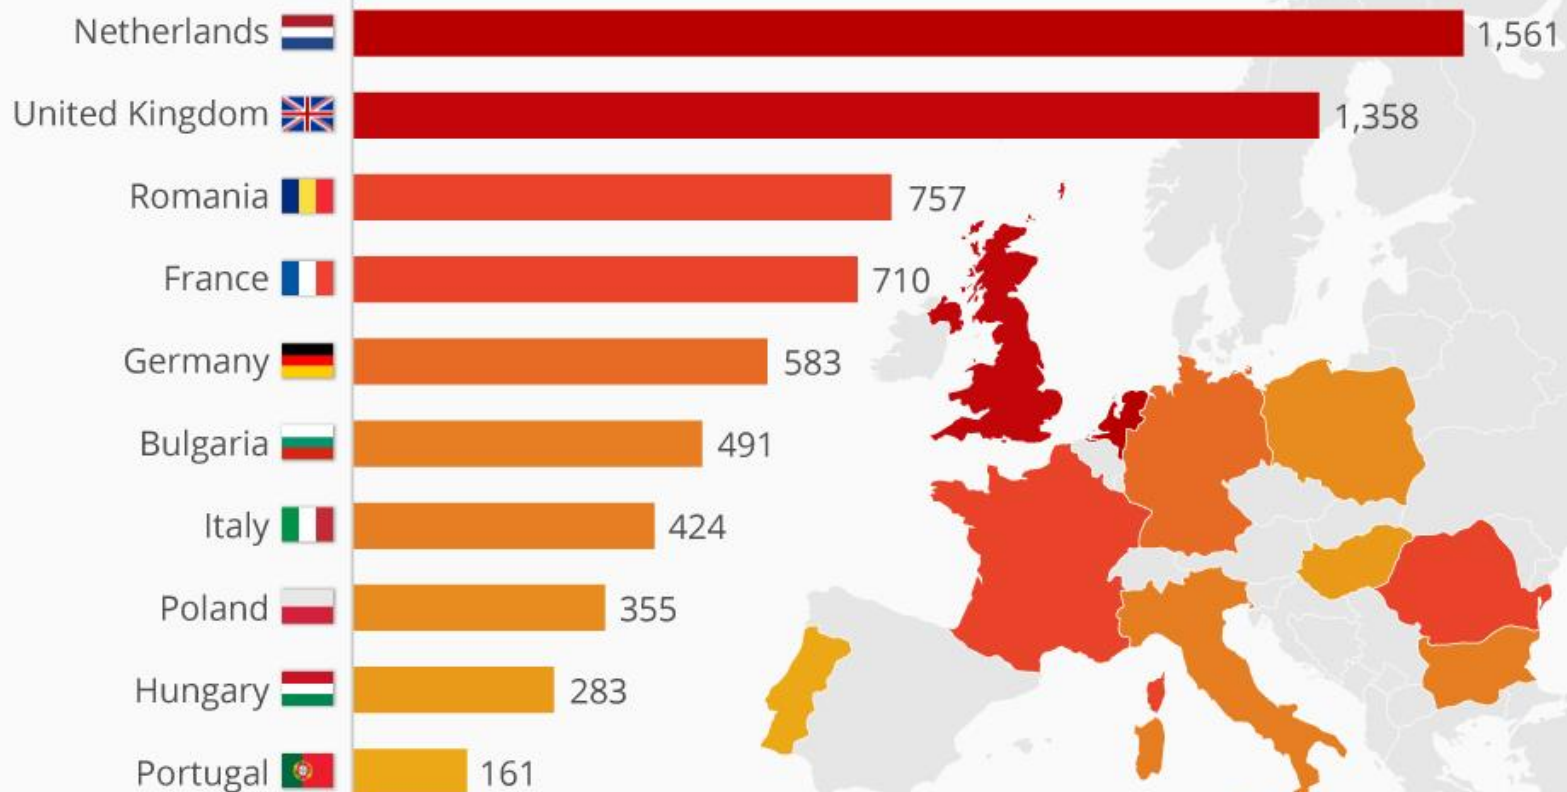 Netherlands 1,561
United Kingdom 1,358
Romania 757
France 710
Germany 583
Bulgaria 491
Italy 424
Poland 355
Hungary 283
Portugal 161